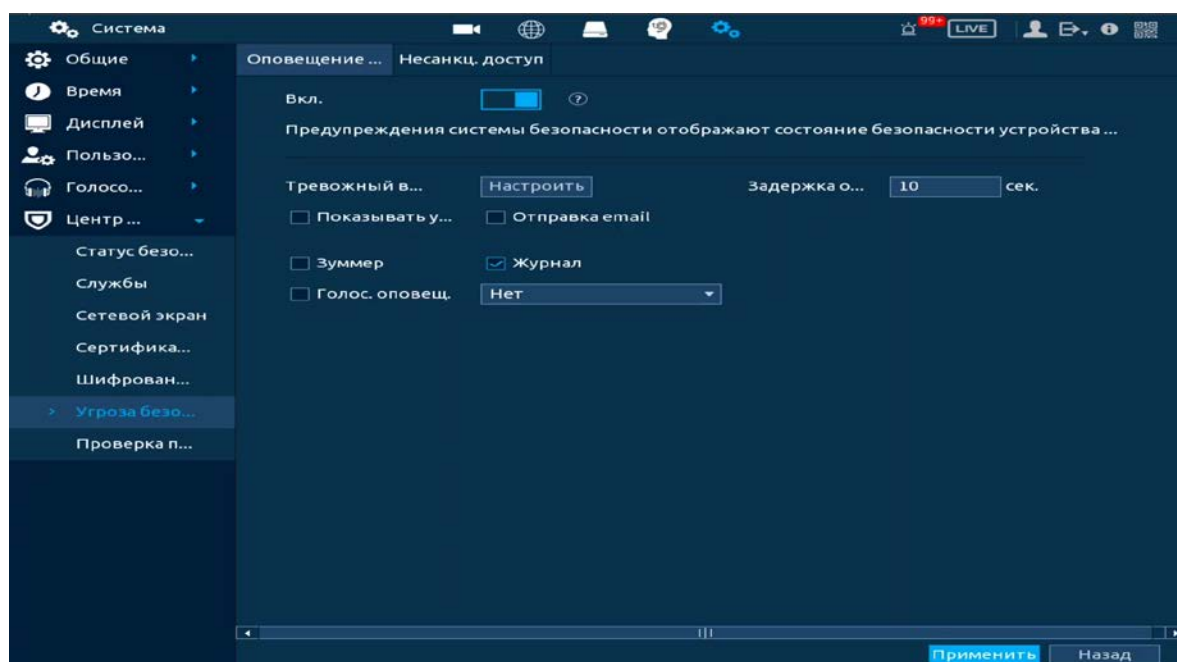 Система
99+
LIVE
Общие
Время
Дисплей
Пользо...
Голосо...
Центр ...
Статус безо...
Службы
Сетевой экран
Сертифика...
Шифрован...
> Угроза безо...
Проверка п...
Оповещение ... Несанкц. доступ
Вкл.
Предупреждения системы безопасности отображают состояние безопасности устройства ...
Тревожный в... Настроить Задержка о... 10 сек.
Показывать у... Отправка email
Зуммер Журнал
Голос. оповещ. Нет
Применить Назад